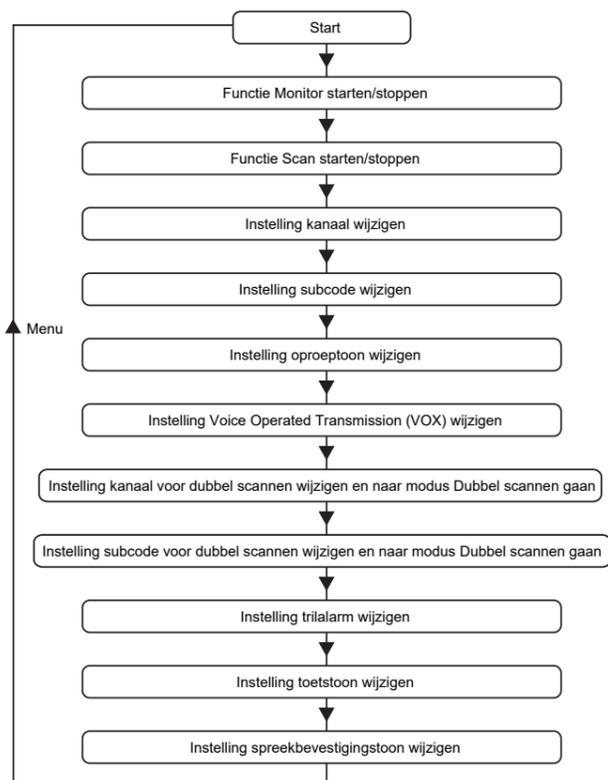 Start
Functie Monitor starten/stoppen
Functie Scan starten/stoppen
Instelling kanaal wijzigen
Instelling subcode wijzigen
Menu
Instelling oproeptoon wijzigen
Instelling Voice Operated Transmission (VOX) wijzigen
Instelling kanaal voor dubbel scannen wijzigen en naar modus Dubbel scannen gaan
Instelling subcode voor dubbel scannen wijzigen en naar modus Dubbel scannen gaan
Instelling trilalarm wijzigen
Instelling toetstoon wijzigen
Instelling spreekbevestigingstoon wijzigen